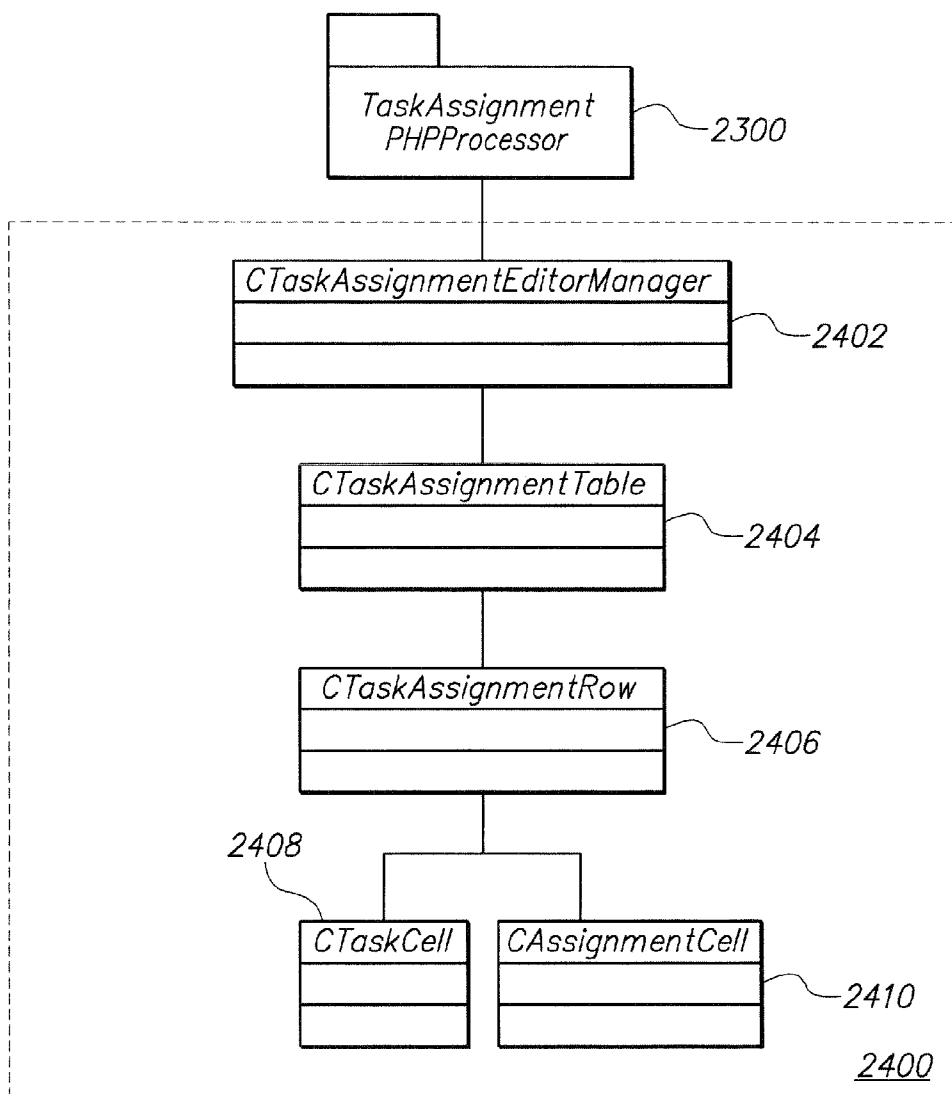 TaskAssignment
PHPProcessor
2300
CTaskAssignmentEditorManager
2402
CTaskAssignmentTable
2404
CTaskAssignmentRow
2406
2408
CTaskCell
CAssignmentCell
2410
2400